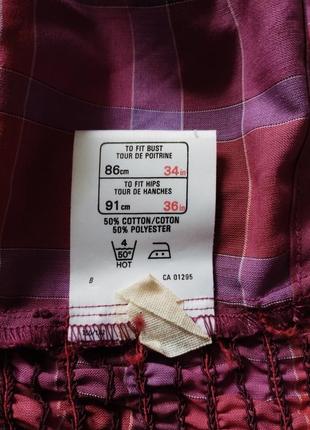 TO FIT BUST
TOUR DE POITRINE
86cm 34in
TO FIT HIPS
TOUR DE HANCHES
91cm 36in
50% COTTON/COTON
50% POLYESTER
4
50°
HOT
B CA 01295